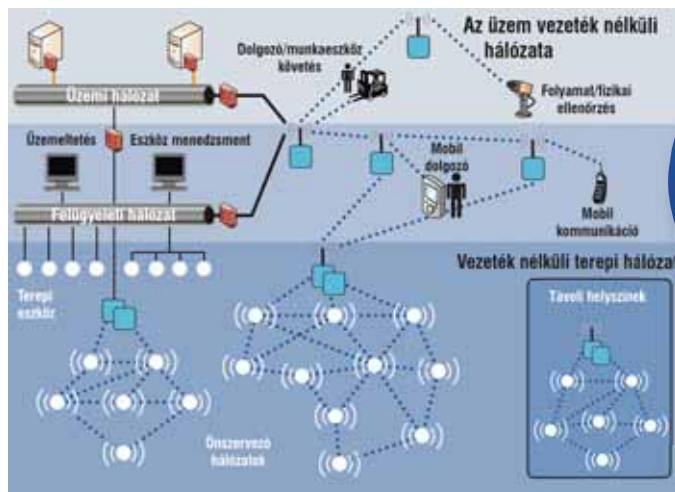 Az üzem vezeték nélküli
hálózata
Dolgozó/munkaeszköz
követés
Folyamat/fizikai
ellenőrzés
Üzemi hálózat
Üzemeltetés
Eszköz menedzsment
Mobil
dolgozó
Mobil
kommunikáció
Felügyeleti hálózat
Vezeték nélküli terepi hálózat
Terepi
eszköz
Távoli helyszínek
Önszervező
hálózatok